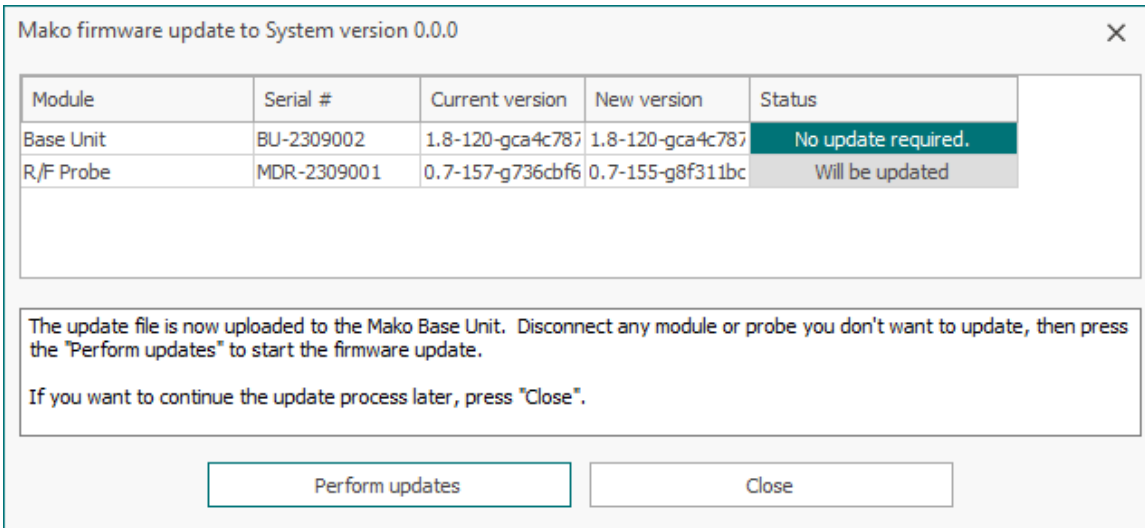 Mako firmware update to System version 0.0.0
Module Serial # Current version New version Status
Base Unit BU-2309002 1.8-120-gca4c787 1.8-120-gca4c787 No update required.
R/F Probe MDR-2309001 0.7-157-g736cbf6 0.7-155-g8f311bc Will be updated
The update file is now uploaded to the Mako Base Unit. Disconnect any module or probe you don't want to update, then press
the "Perform updates" to start the firmware update.
If you want to continue the update process later, press "Close".
Perform updates Close